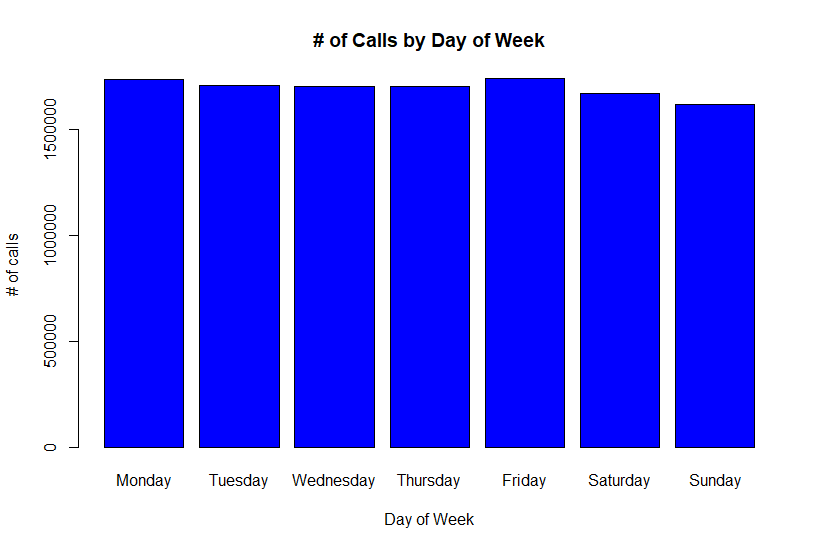 # of Calls by Day of Week
# of calls
1500000
1000000
500000
0
Monday Tuesday Wednesday Thursday Friday Saturday Sunday
Day of Week